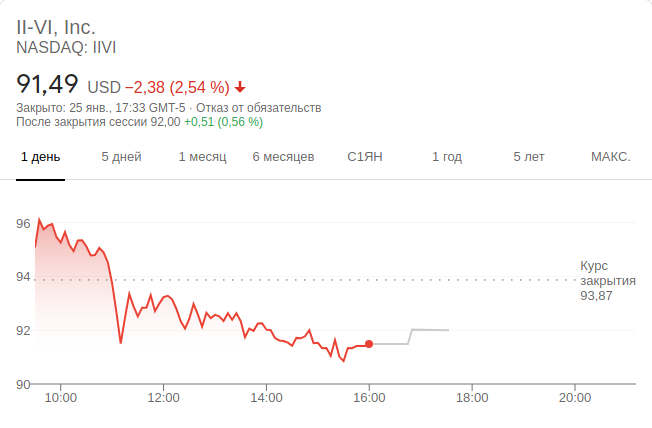 II-VI, Inc.
NASDAQ: IIVI
91,49 USD −2,38 (2,54 %)
Закрыто: 25 янв., 17:33 GMT-5 · Отказ от обязательств
После закрытия сессии 92,00 +0,51 (0,56 %)
1 день 5 дней 1 месяц 6 месяцев С1ЯН 1 год 5 лет МАКС.
96
94
92
90
Курс
закрытия
93,87
10:00 12:00 14:00 16:00 18:00 20:00